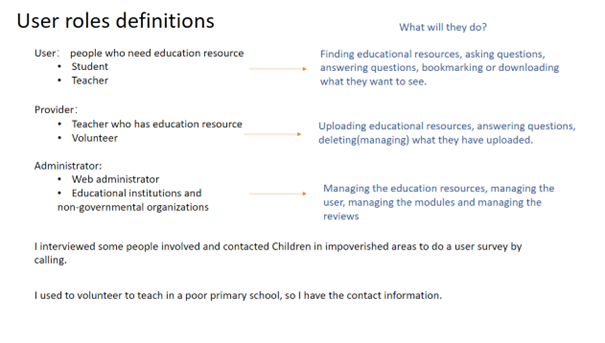 User roles definitions
What will they do?
User: people who need education resource
• Student
• Teacher
Finding educational resources, asking questions,
answering questions, bookmarking or downloading
what they want to see.
Provider:
• Teacher who has education resource
• Volunteer
Uploading educational resources, answering questions,
deleting(managing) what they have uploaded.
Administrator:
• Web administrator
• Educational institutions and
non-governmental organizations
Managing the education resources, managing the
user, managing the modules and managing the
reviews
I interviewed some people involved and contacted Children in impoverished areas to do a user survey by
calling.
I used to volunteer to teach in a poor primary school, so I have the contact information.